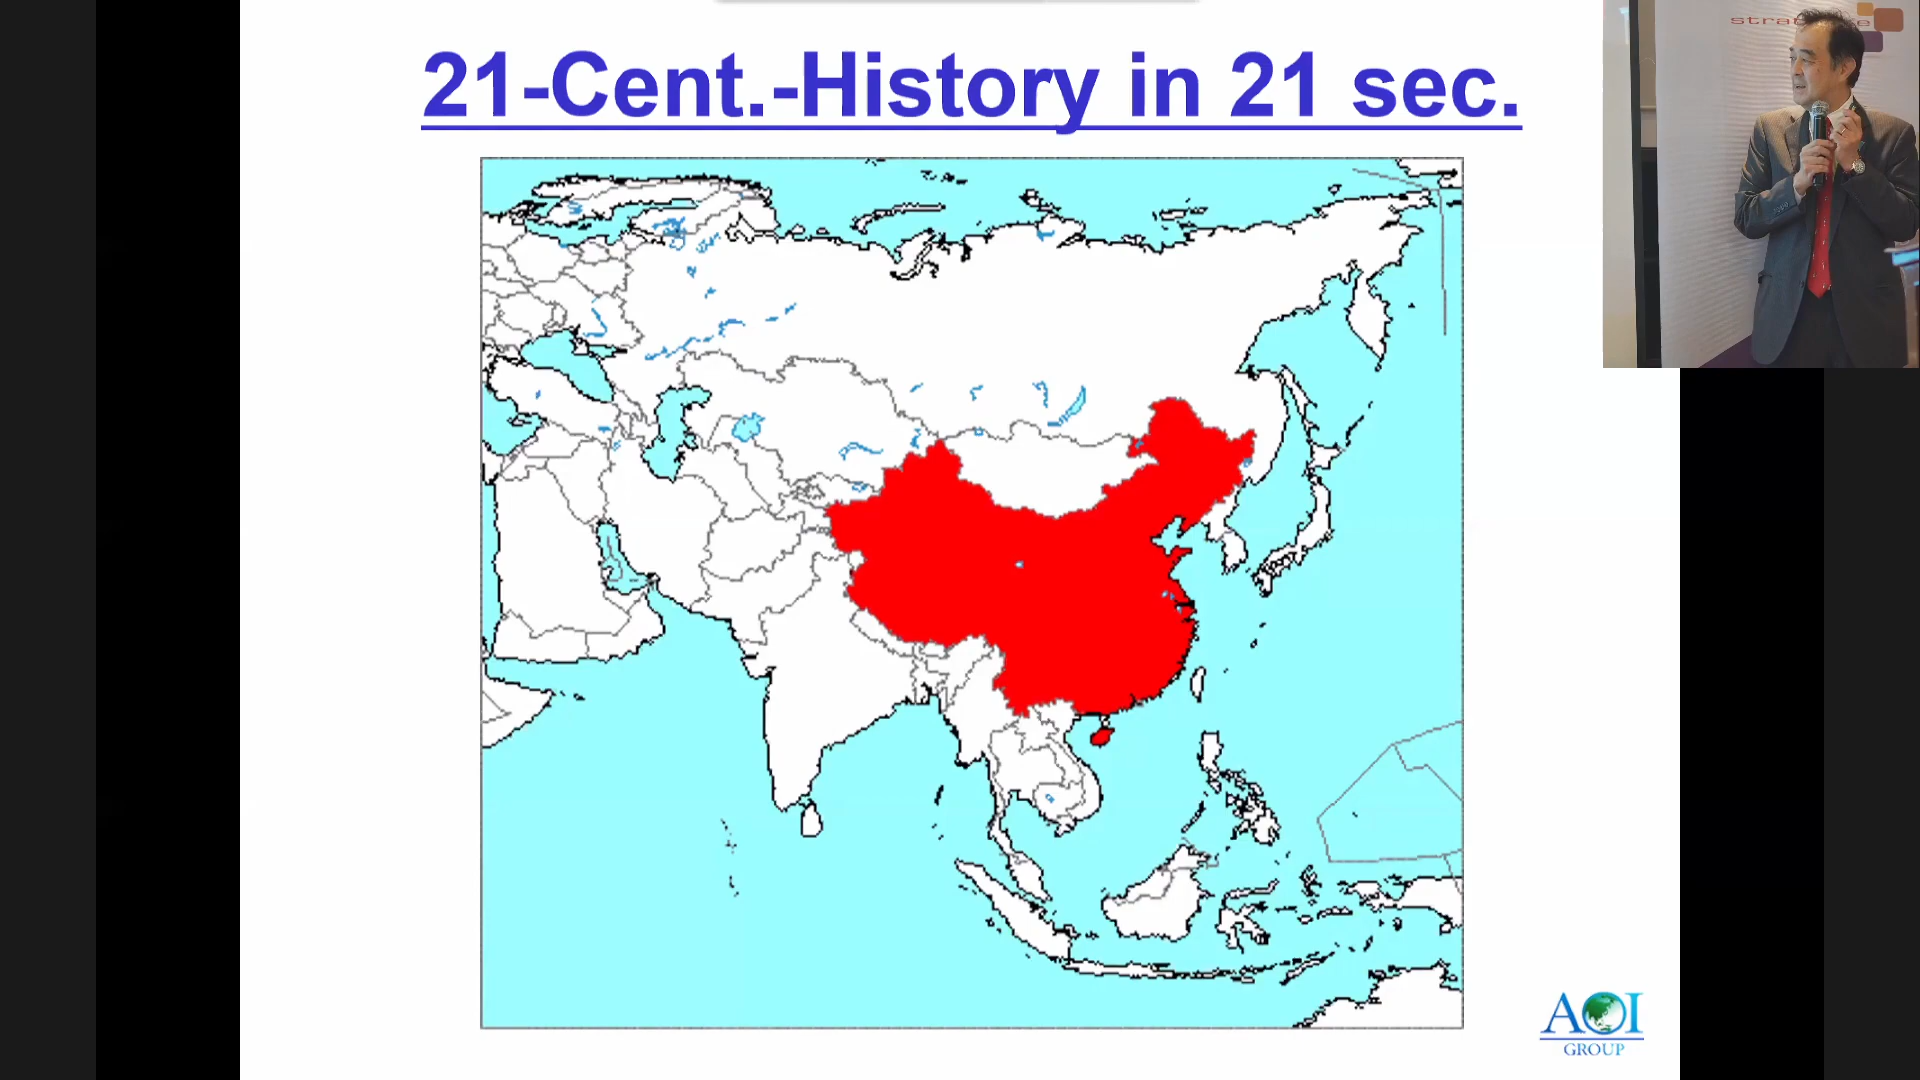 21-Cent.-History in 21 sec.
AOI
GROUP